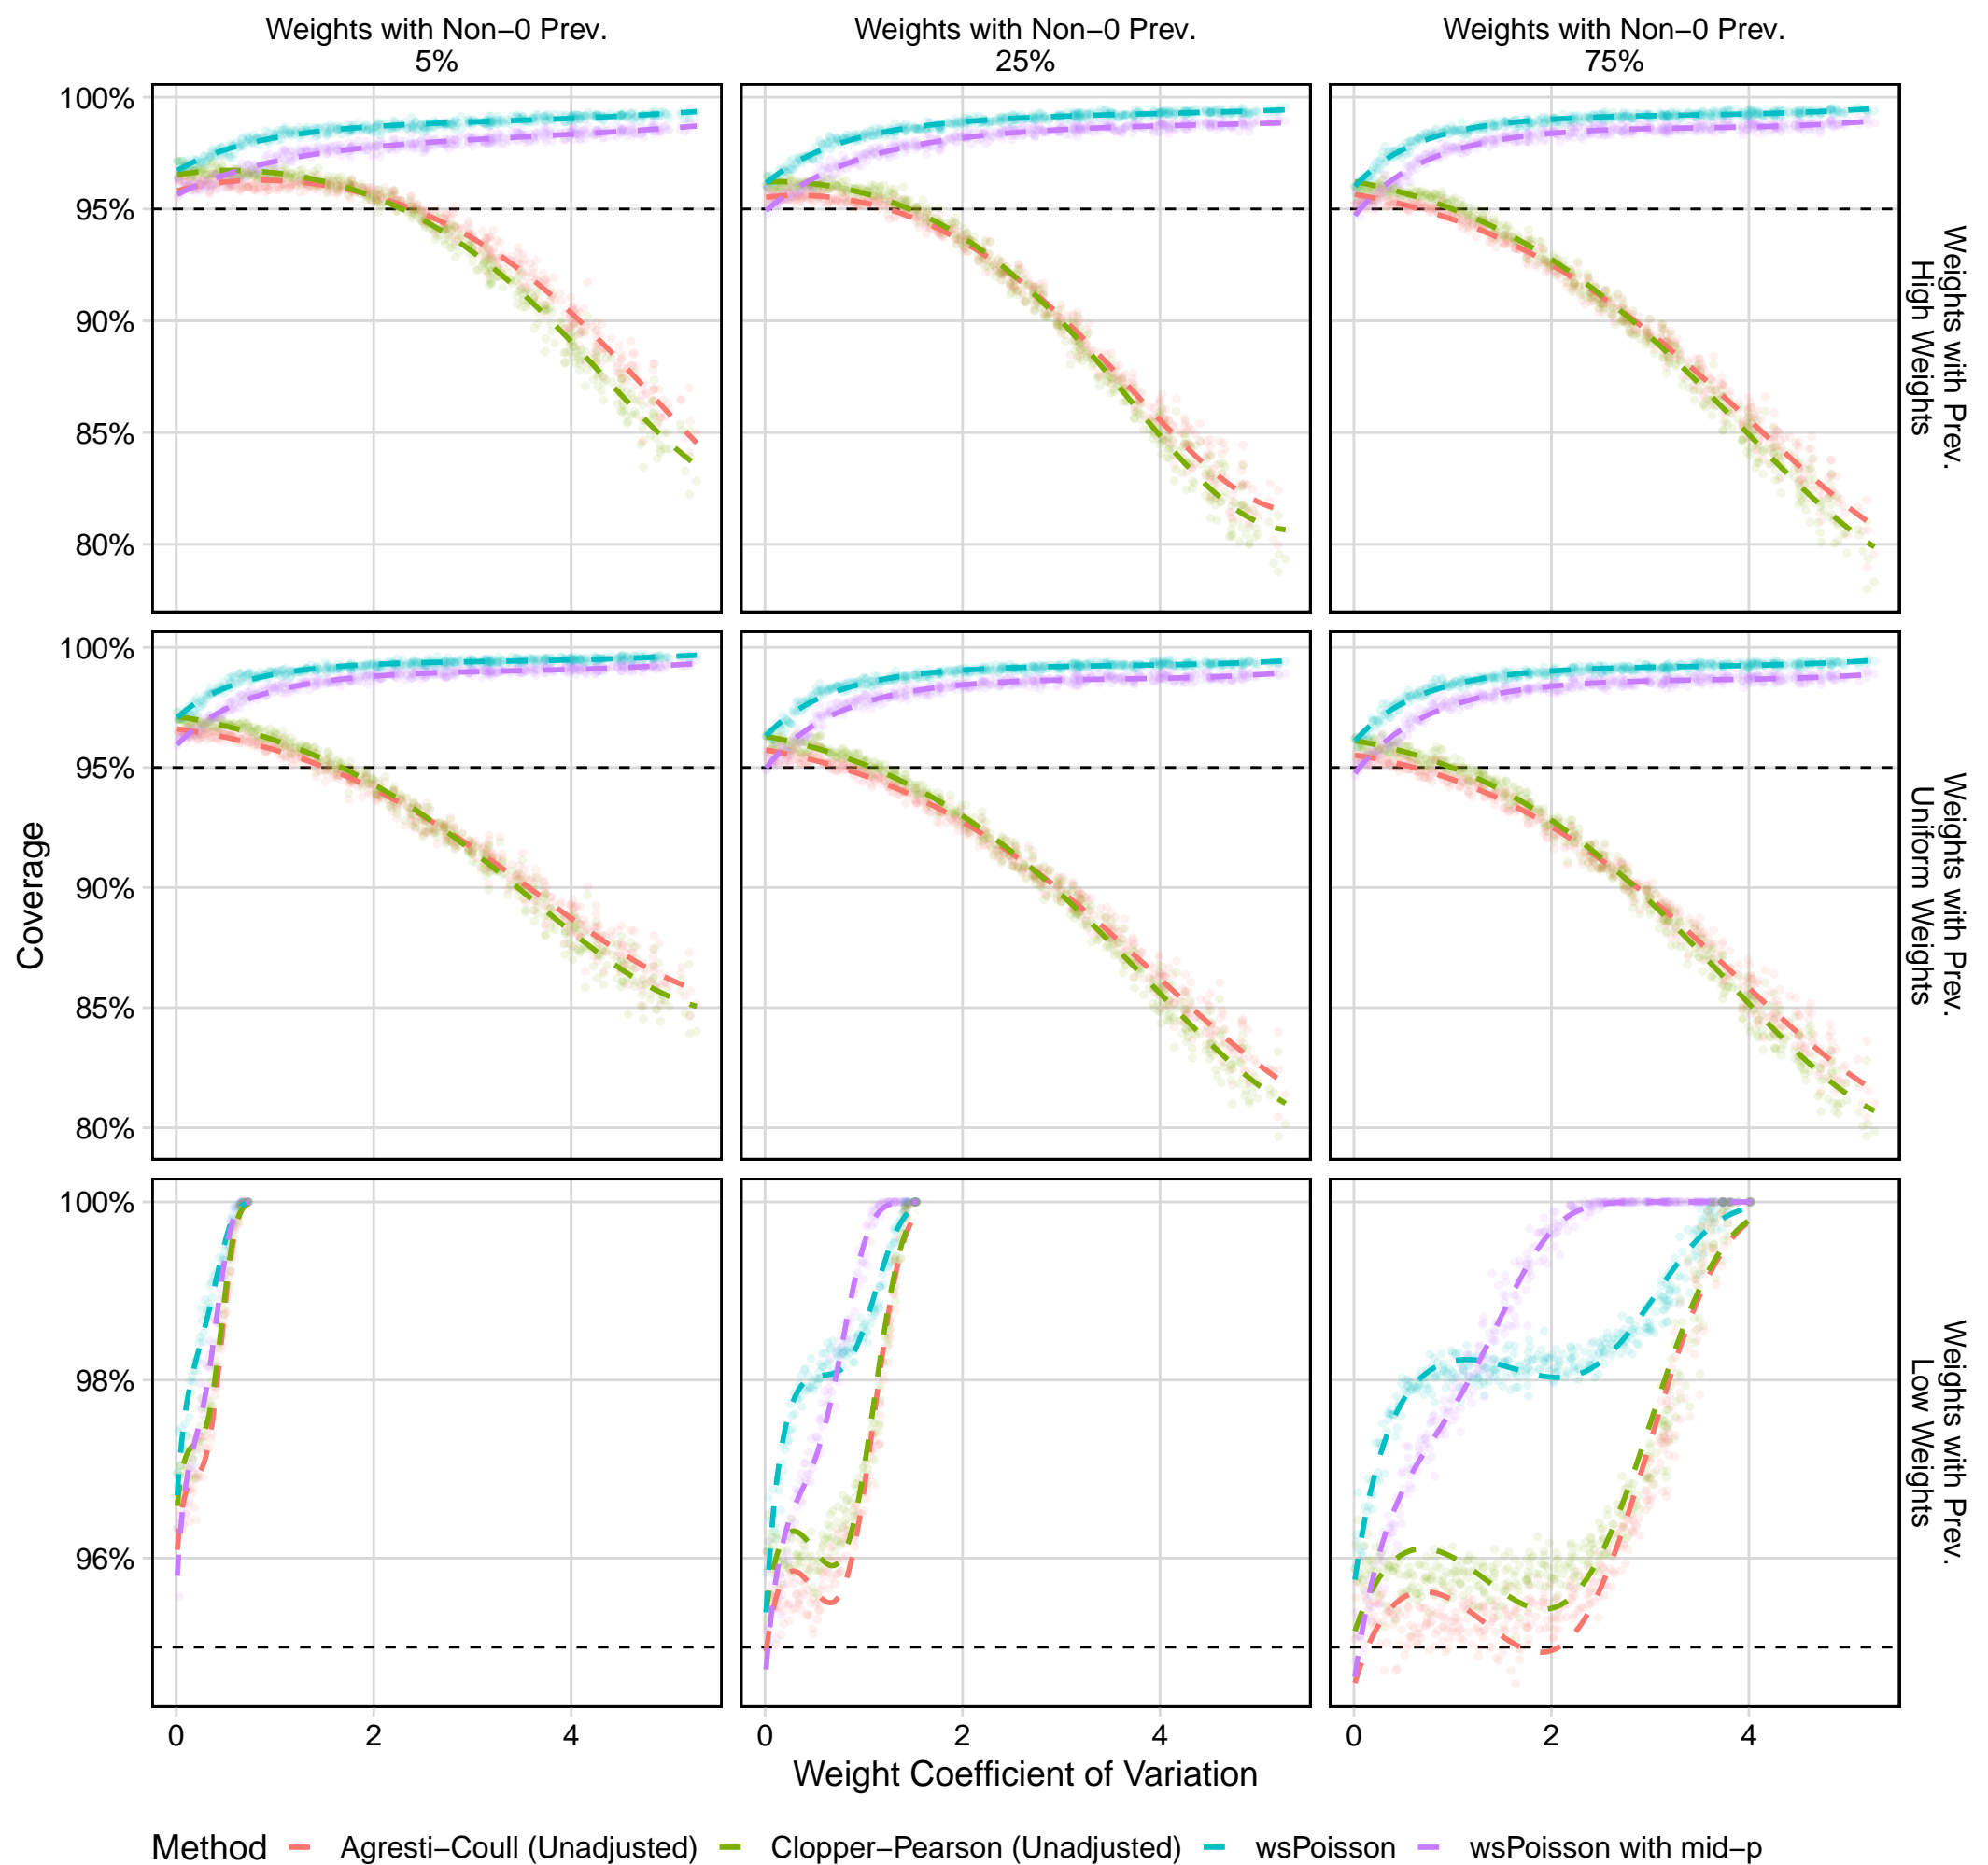 Weights with Non−0 Prev.
5%
Weights with Non−0 Prev.
25%
Weights with Non−0 Prev.
75%
100%
95%
90%
85%
80%
Weights with Prev.
High Weights
100%
95%
90%
85%
80%
Weights with Prev.
Uniform Weights
Coverage
100%
98%
96%
Weights with Prev.
Low Weights
0 2 4 0 2 4 0 2 4
Weight Coefficient of Variation
Method Agresti−Coull (Unadjusted) Clopper−Pearson (Unadjusted) wsPoisson wsPoisson with mid−p